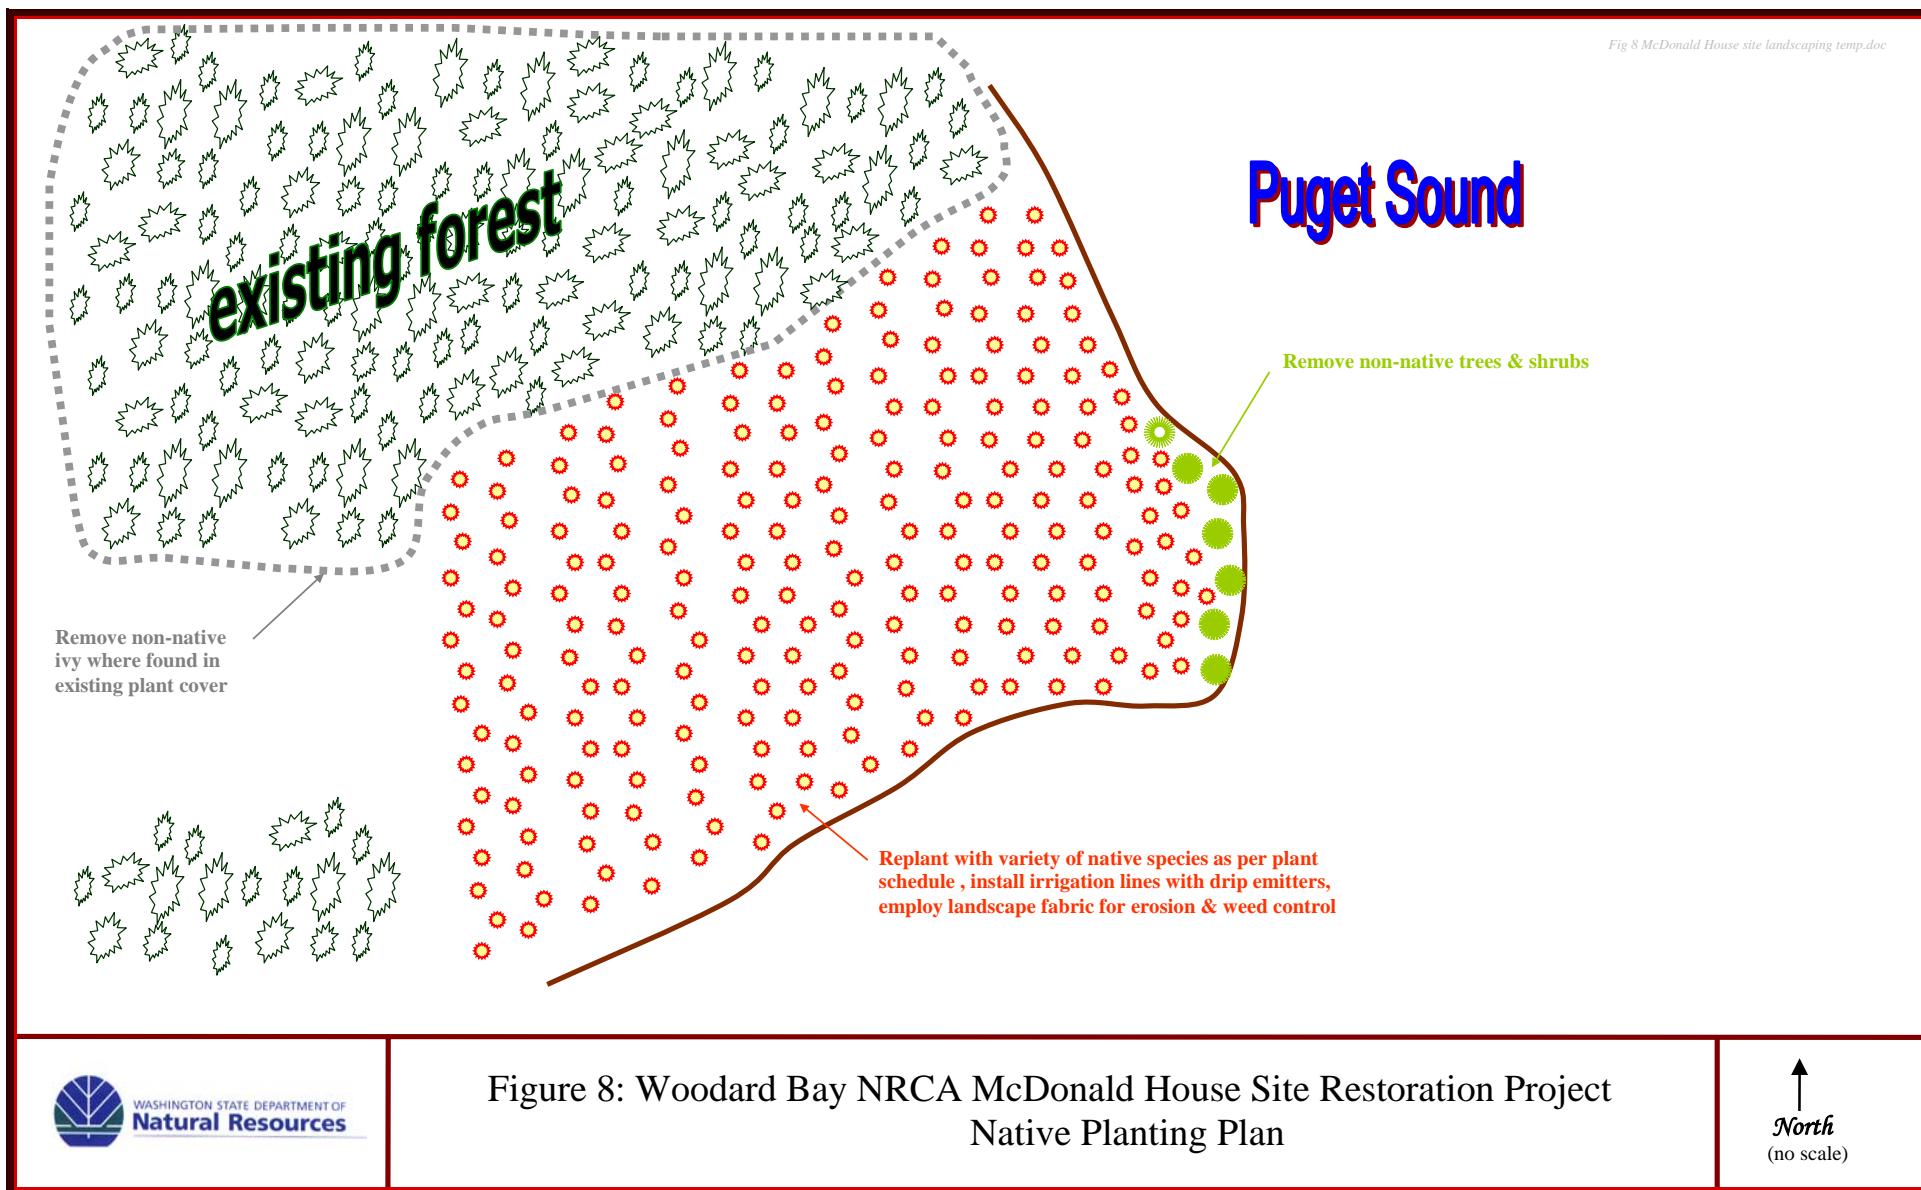 Fig 8 McDonald House site landscaping temp.doc
Puget Sound
existing forest
Remove non-native trees & shrubs
Remove non-native
ivy where found in
existing plant cover
Replant with variety of native species as per plant
schedule , install irrigation lines with drip emitters,
employ landscape fabric for erosion & weed control
WASHINGTON STATE DEPARTMENT OF
Natural Resources
Figure 8: Woodard Bay NRCA McDonald House Site Restoration Project
Native Planting Plan
North
(no scale)